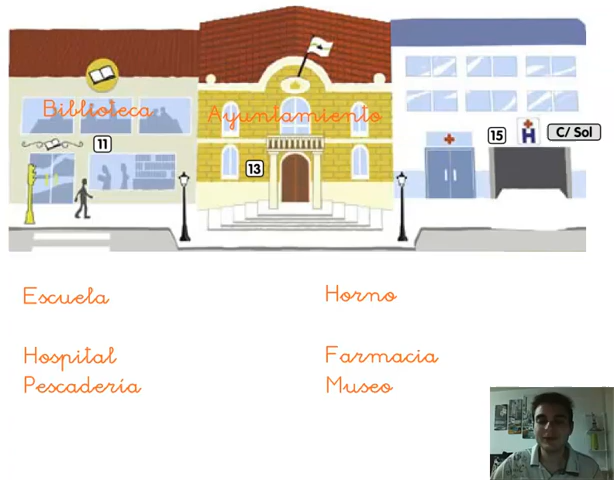 Biblioteca
Ayuntamiento
11
13
15
H
C/ Sol
Escuela
Horno
Hospital
Farmacia
Pescadería
Museo